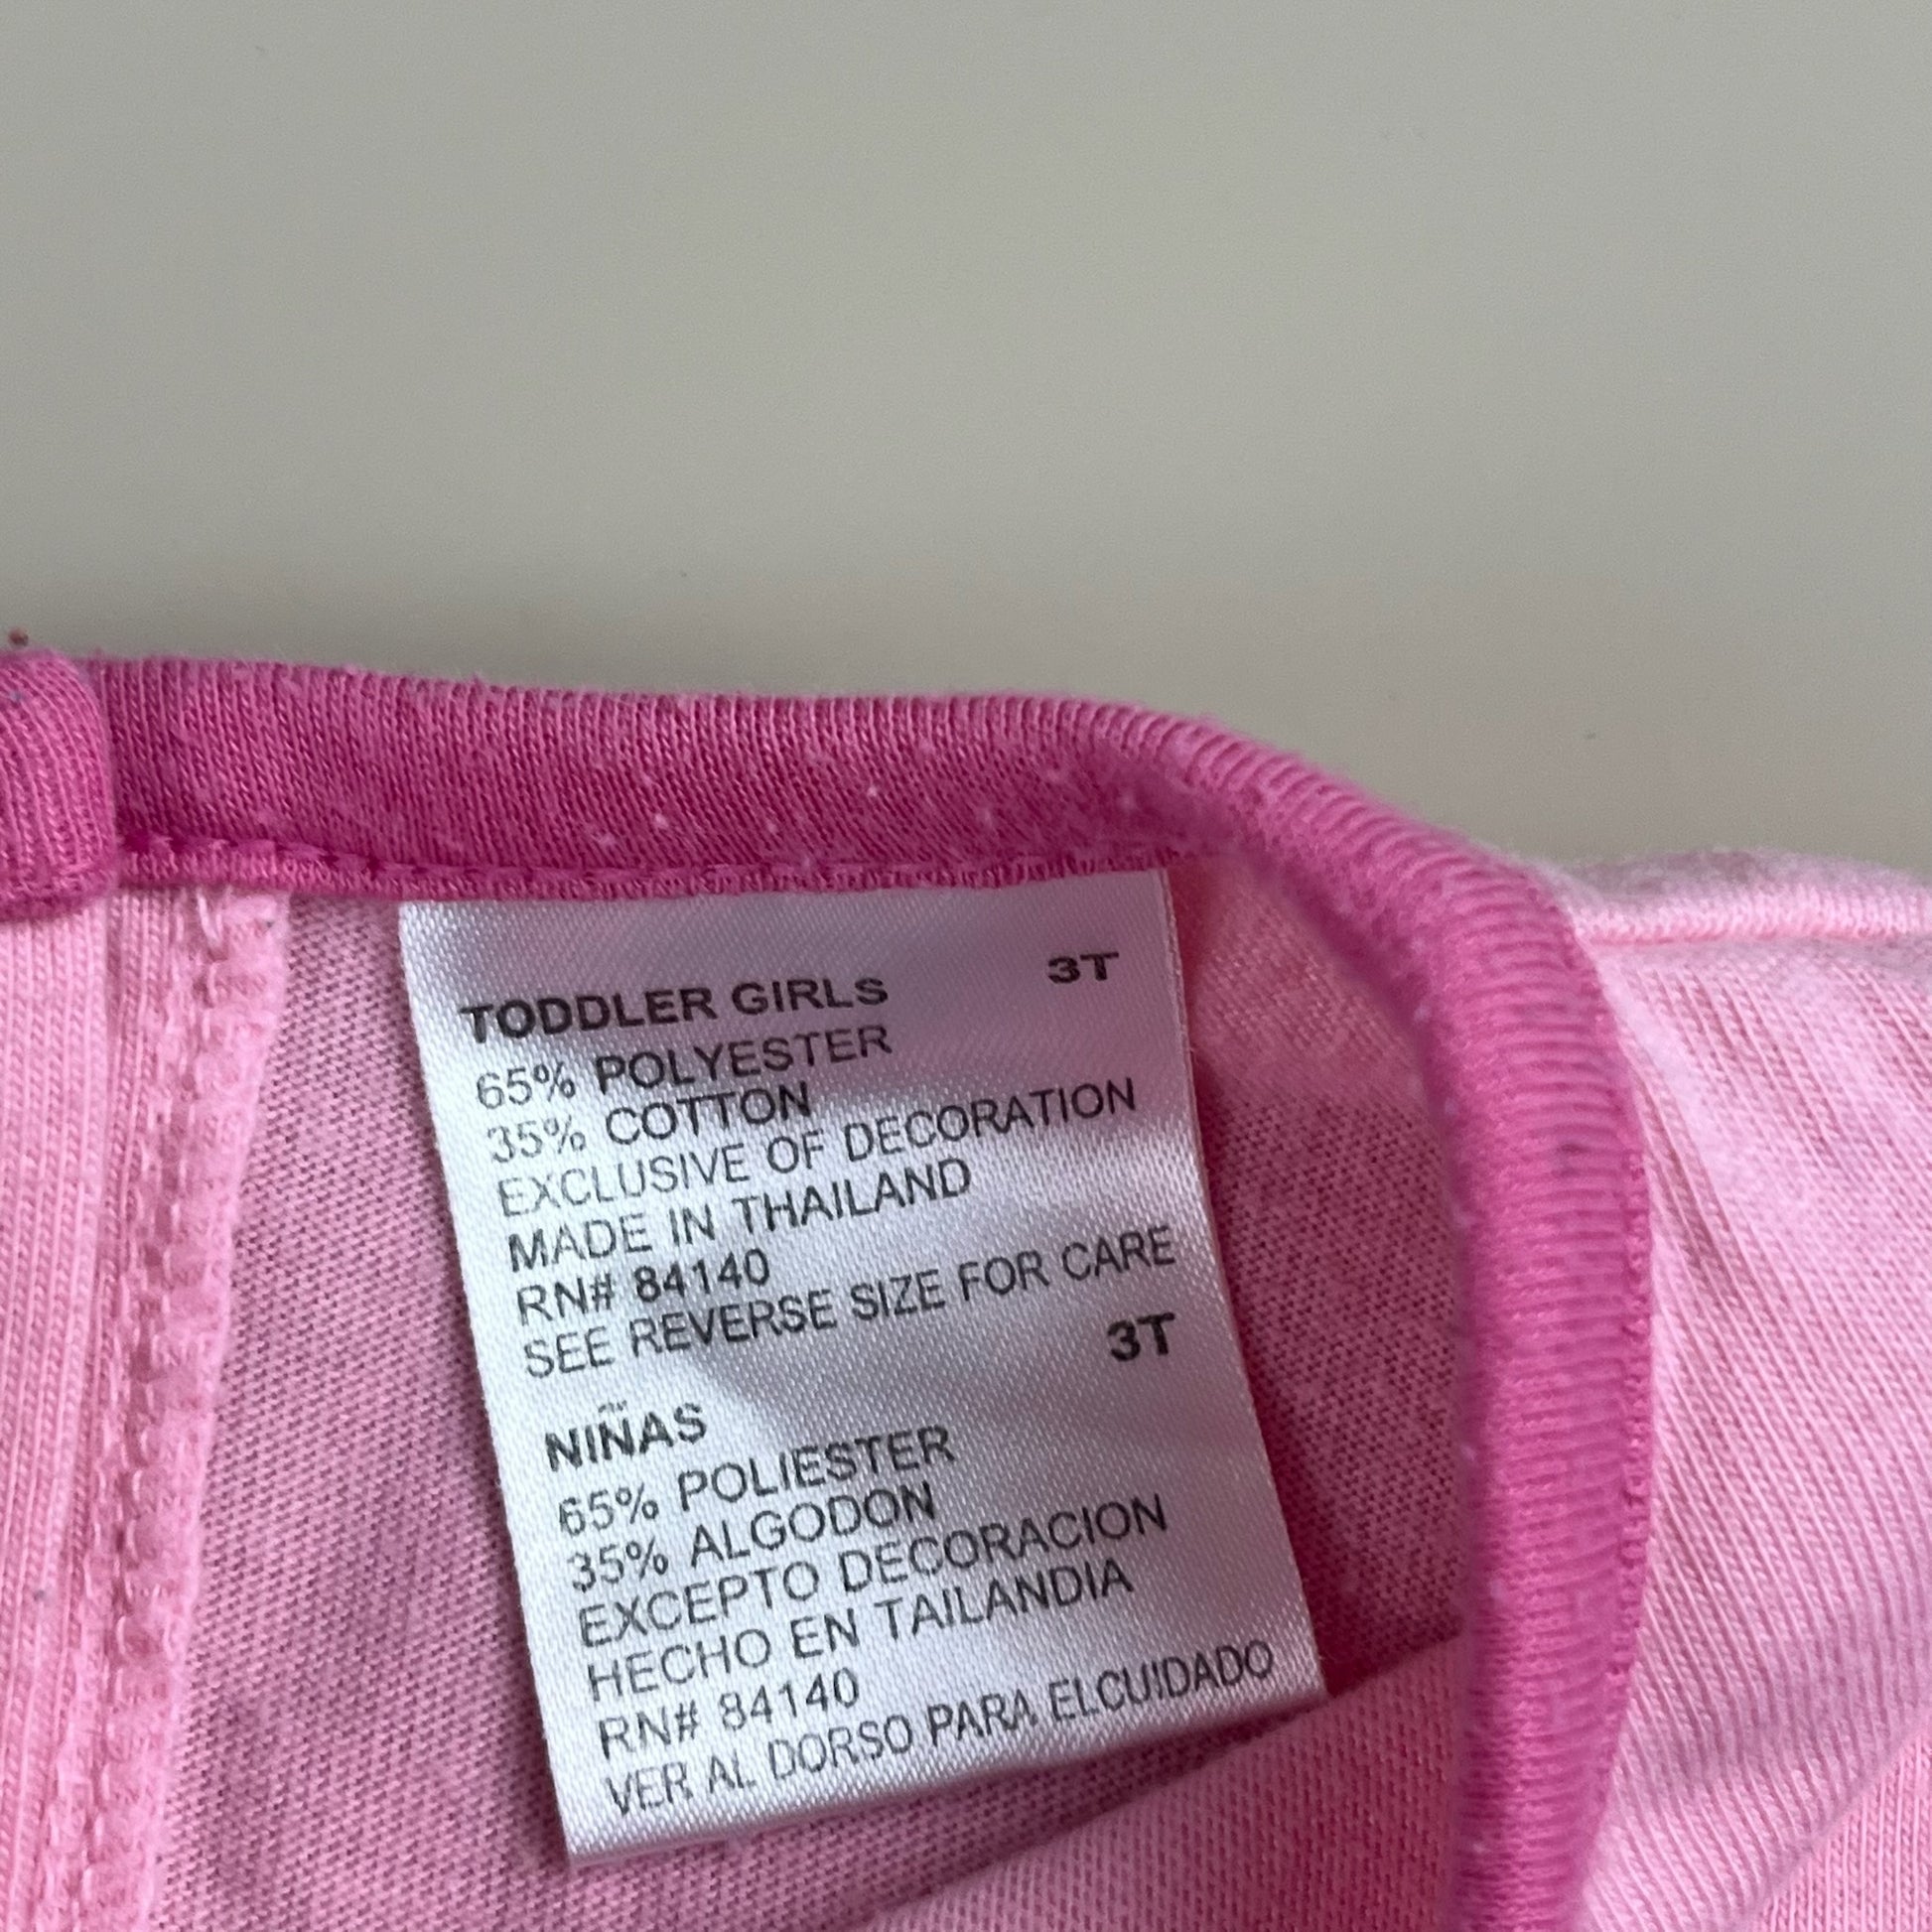 TODDLER GIRLS 3T
65% POLYESTER
35% COTTON
EXCLUSIVE OF DECORATION
MADE IN THAILAND
RN# 84140
SEE REVERSE SIZE FOR CARE
3T
NIÑAS
65% POLIESTER
35% ALGODON
EXCEPTO DECORACION
HECHO EN TAILANDIA
RN# 84140
VER AL DORSO PARA ELCUIDADO